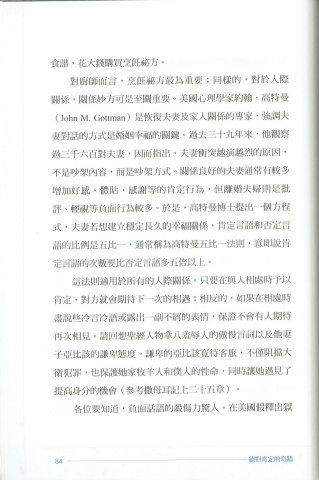 食譜，花大錢購買烹飪祕方。
對廚師而言，烹飪祕方最為重要；同樣的，對於人際
關係，關係妙方可是至關重要。美國心理學家約翰．高特曼
（John M. Gottman）是恢復夫妻及家人關係的專家，強調夫
妻對話的方式是婚姻幸福的關鍵。過去三十九年來，他觀察
過三千六百對夫妻，因而指出，夫妻衝突越演越烈的原因，
不是吵架內容，而是吵架方式。關係良好的夫妻通常有較多
增加好感、體貼、感謝等的肯定行為，但離婚夫婦則是批
評、輕視等負面行為較多。於是，高特曼博士提出一個方程
式，夫妻若想建立穩定長久的幸福關係，肯定言語和否定言
語的比例是五比一，通常稱為高特曼五比一法則，意即說肯
定言語的次數要比否定言語多五倍以上。
這法則適用於所有的人際關係。只要在與人相處時予以
肯定，對方就會期待下一次的相遇；相反的，如果在相處時
盡說些冷言冷語或露出一副不屑的表情，保證不會有人期待
再次相見。請回想聖經人物拿八羞辱人的傲慢言詞以及他妻
子亞比該的謙卑態度。謙卑的亞比該寬待客旅，不僅阻擋大
衛犯罪，也保護她家牧羊人和僕人的性命，同時讓她遇見了
提高身分的機會（參考撒母耳記上二十五章）。
各位要知道，負面話語的殺傷力驚人。在美國假釋出獄
84
絕對肯定的奇蹟